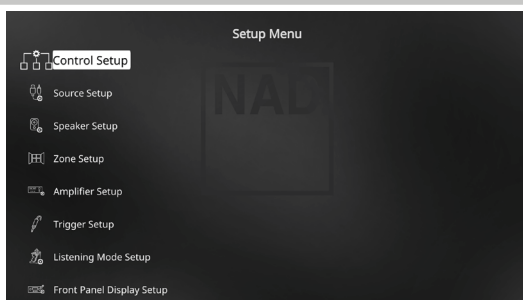 Setup Menu
Control Setup
NAD
Source Setup
Speaker Setup
Zone Setup
Amplifier Setup
Trigger Setup
Listening Mode Setup
Front Panel Display Setup